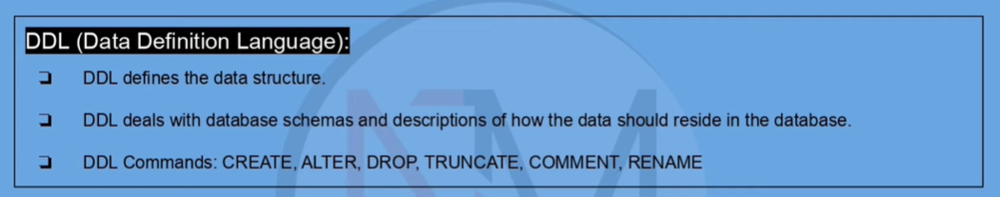 DDL (Data Definition Language):
❑ DDL defines the data structure.
❑ DDL deals with database schemas and descriptions of how the data should reside in the database.
❑ DDL Commands: CREATE, ALTER, DROP, TRUNCATE, COMMENT, RENAME